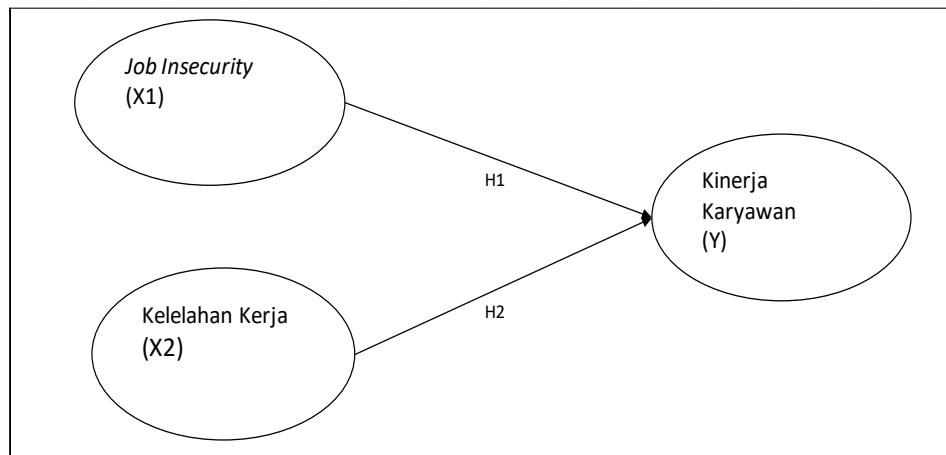 Job Insecurity
(X1)
H1
Kinerja
Karyawan
(Y)
Kelelahan Kerja
(X2)
H2